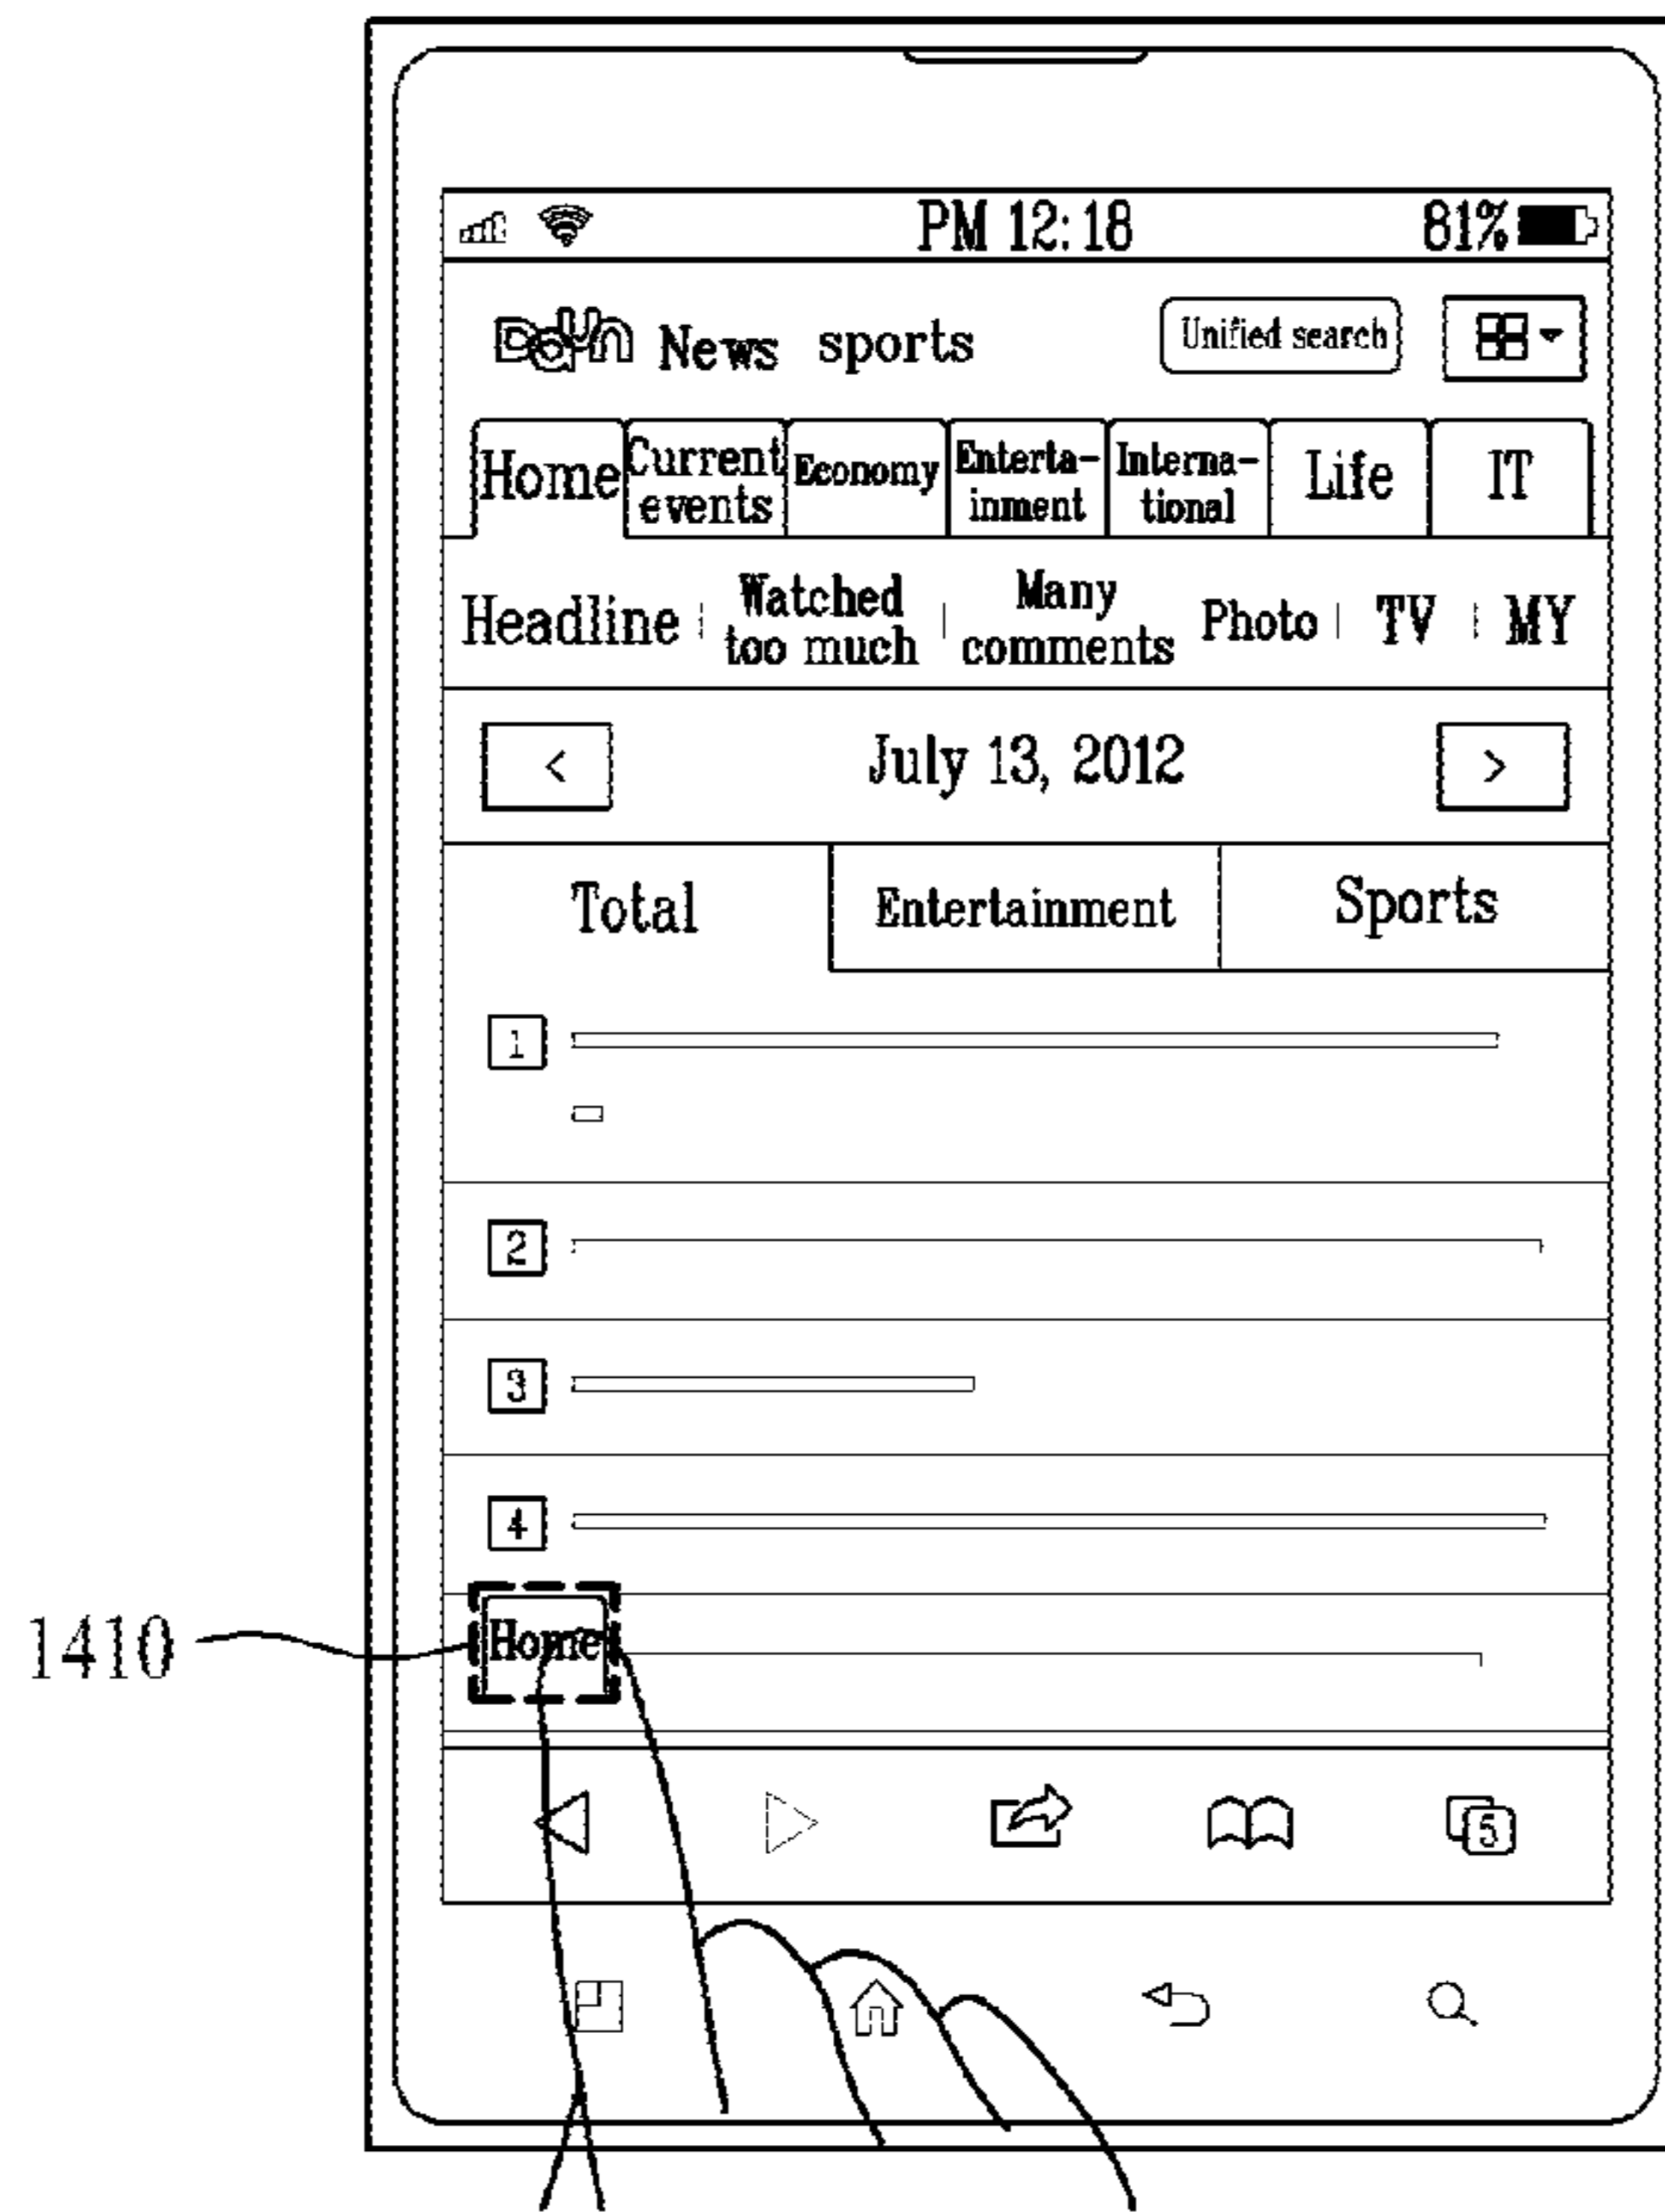 PM 12:18 81%
Daum News sports Unified search
Home Current events Economy Enterta-inment Interna-tional Life IT
Headline Watched too much Many comments Photo TV MY
< July 13, 2012 >
Total Entertainment Sports
1
2
3
4
1410 Home
5